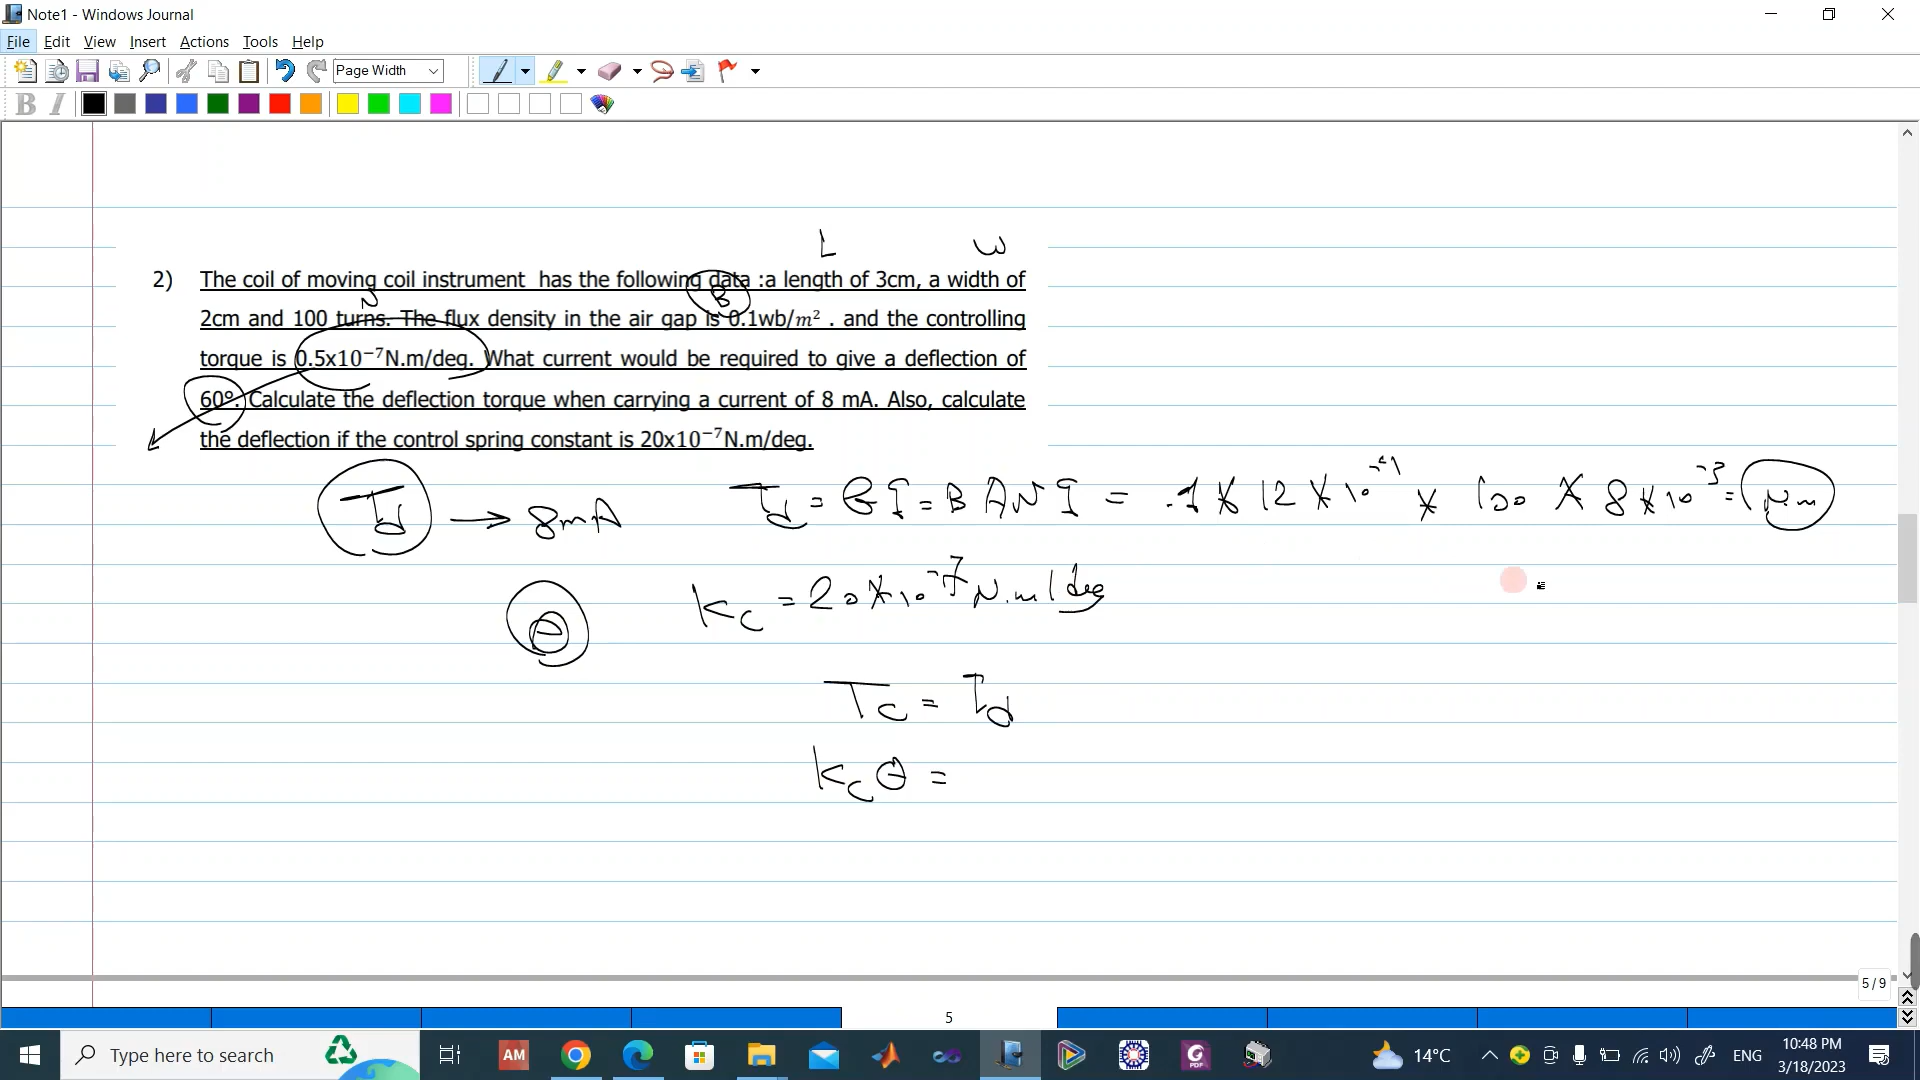 Note1 - Windows Journal
File Edit View Insert Actions Tools Help
Page Width
B I
L W
2) The coil of moving coil instrument has the following data :a length of 3cm, a width of
N B
2cm and 100 turns. The flux density in the air gap is 0.1wb/m² . and the controlling
torque is 0.5x10⁻⁷N.m/deg. What current would be required to give a deflection of
60°. Calculate the deflection torque when carrying a current of 8 mA. Also, calculate
the deflection if the control spring constant is 20x10⁻⁷N.m/deg.
Td → 8mA Td = GI = BANI = .1 x 12 x 10⁻⁴ x 100 x 8 x 10⁻³ = Nm
θ Kc = 20 x 10⁻⁷ N.m/deg
Tc = Td
Kc θ =
5/9
5
Type here to search
AM
PDF
14°C
ENG
10:48 PM
3/18/2023